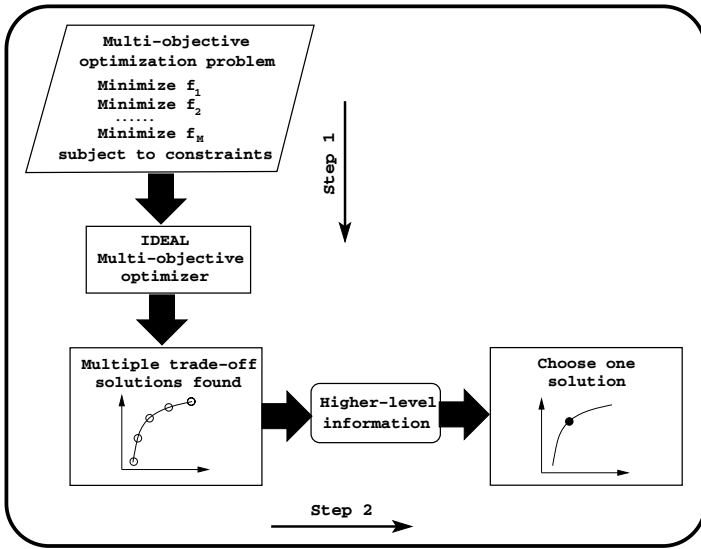 Multi-objective
optimization problem
Minimize f1
Minimize f2
......
Minimize fM
subject to constraints
Step 1
IDEAL
Multi-objective
optimizer
Multiple trade-off
solutions found
Higher-level
information
Choose one
solution
Step 2